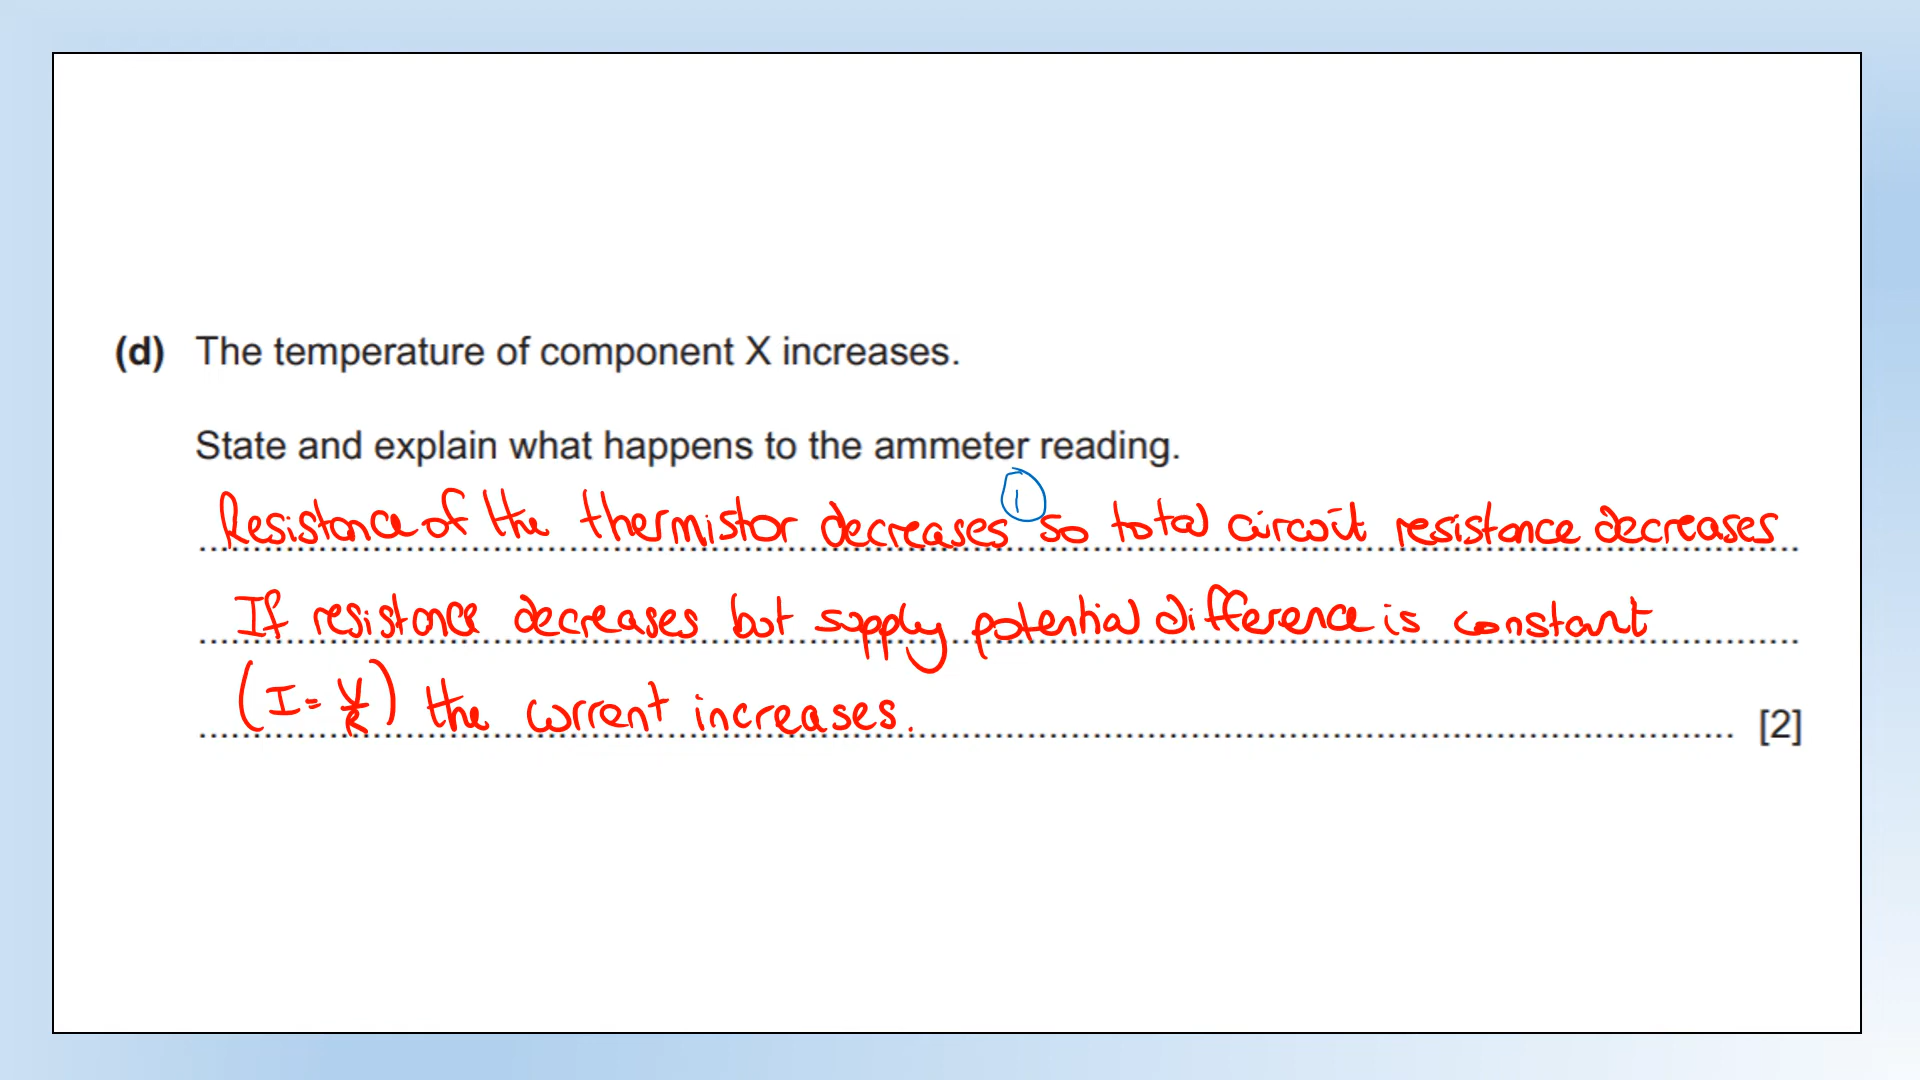 (d) The temperature of component X increases.
State and explain what happens to the ammeter reading.
Resistance of the thermistor decreases ① so total circuit resistance decreases
If resistance decreases but supply potential difference is constant
(I = V/R) the current increases. [2]